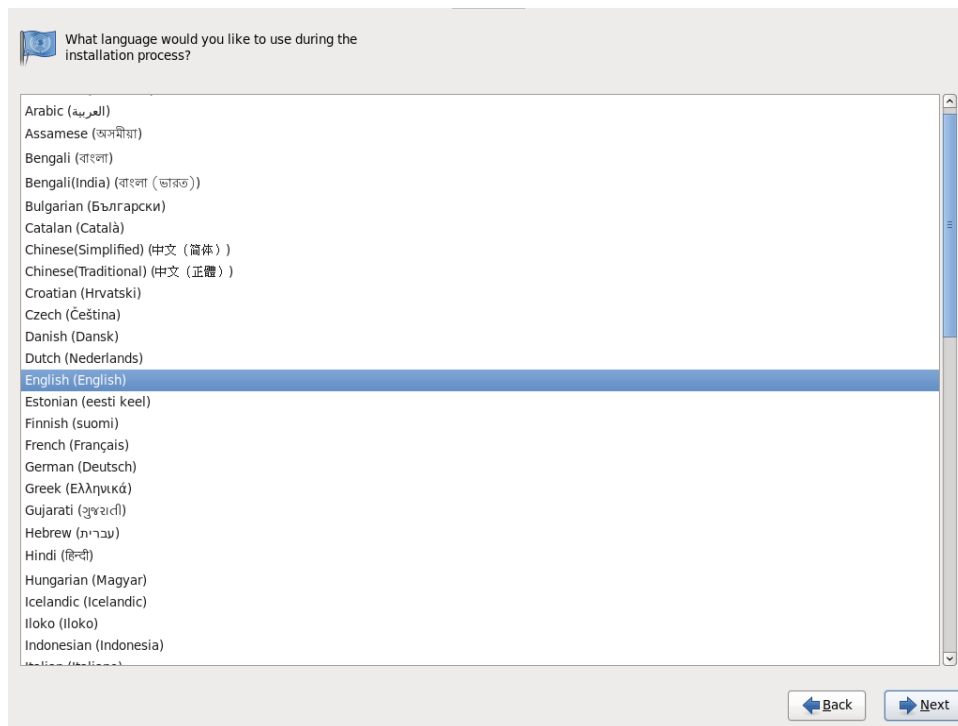 What language would you like to use during the
installation process?
Arabic (العربية)
Assamese (অসমীয়া)
Bengali (বাংলা)
Bengali(India) (বাংলা (ভারত))
Bulgarian (Български)
Catalan (Català)
Chinese(Simplified) (中文（简体）)
Chinese(Traditional) (中文（正體）)
Croatian (Hrvatski)
Czech (Čeština)
Danish (Dansk)
Dutch (Nederlands)
English (English)
Estonian (eesti keel)
Finnish (suomi)
French (Français)
German (Deutsch)
Greek (Ελληνικά)
Gujarati (ગુજરાતી)
Hebrew (עברית)
Hindi (हिन्दी)
Hungarian (Magyar)
Icelandic (Icelandic)
Iloko (Iloko)
Indonesian (Indonesia)
Italian (Italiano)
Back
Next